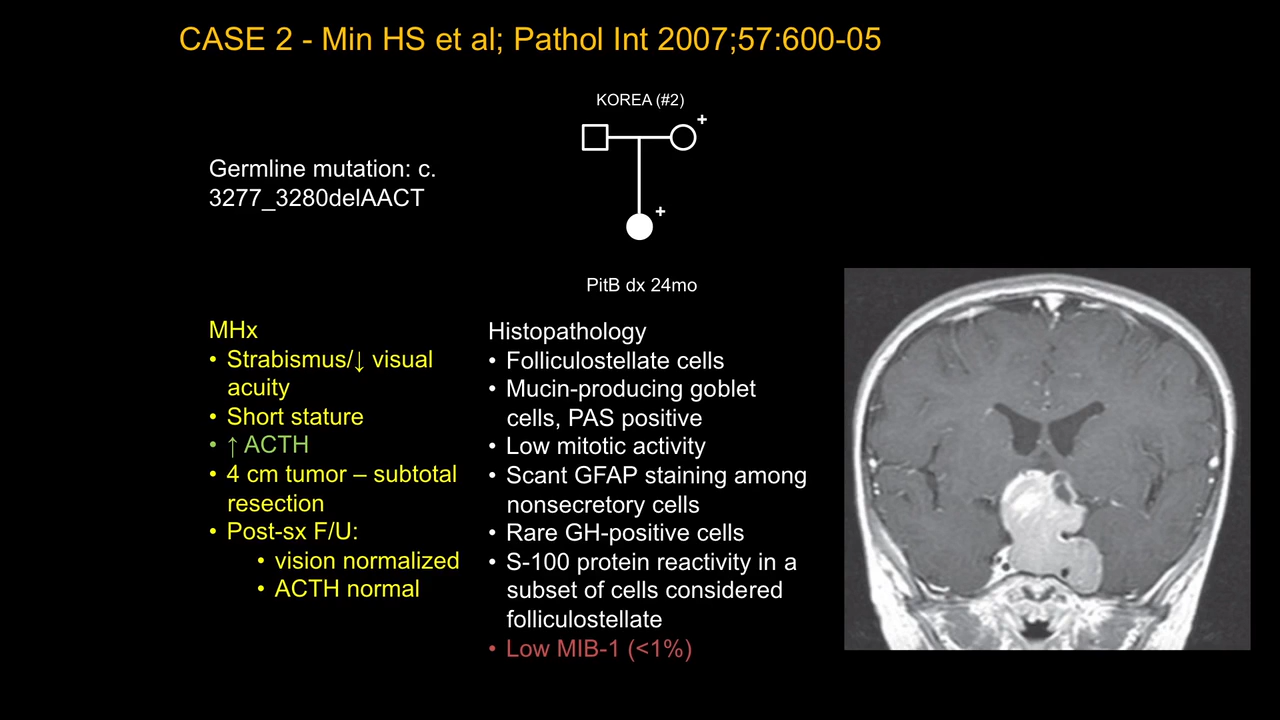 CASE 2 - Min HS et al; Pathol Int 2007;57:600-05
KOREA (#2)
+
Germline mutation: c.
3277_3280delAACT
+
PitB dx 24mo
MHx
• Strabismus/↓ visual
acuity
• Short stature
• ↑ ACTH
• 4 cm tumor – subtotal
resection
• Post-sx F/U:
• vision normalized
• ACTH normal
Histopathology
• Folliculostellate cells
• Mucin-producing goblet
cells, PAS positive
• Low mitotic activity
• Scant GFAP staining among
nonsecretory cells
• Rare GH-positive cells
• S-100 protein reactivity in a
subset of cells considered
folliculostellate
• Low MIB-1 (<1%)